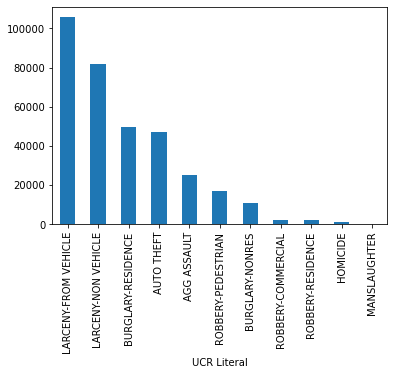 100000
80000
60000
40000
20000
0
LARCENY-FROM VEHICLE
LARCENY-NON VEHICLE
BURGLARY-RESIDENCE
AUTO THEFT
AGG ASSAULT
ROBBERY-PEDESTRIAN
BURGLARY-NONRES
ROBBERY-COMMERCIAL
ROBBERY-RESIDENCE
HOMICIDE
MANSLAUGHTER
UCR Literal